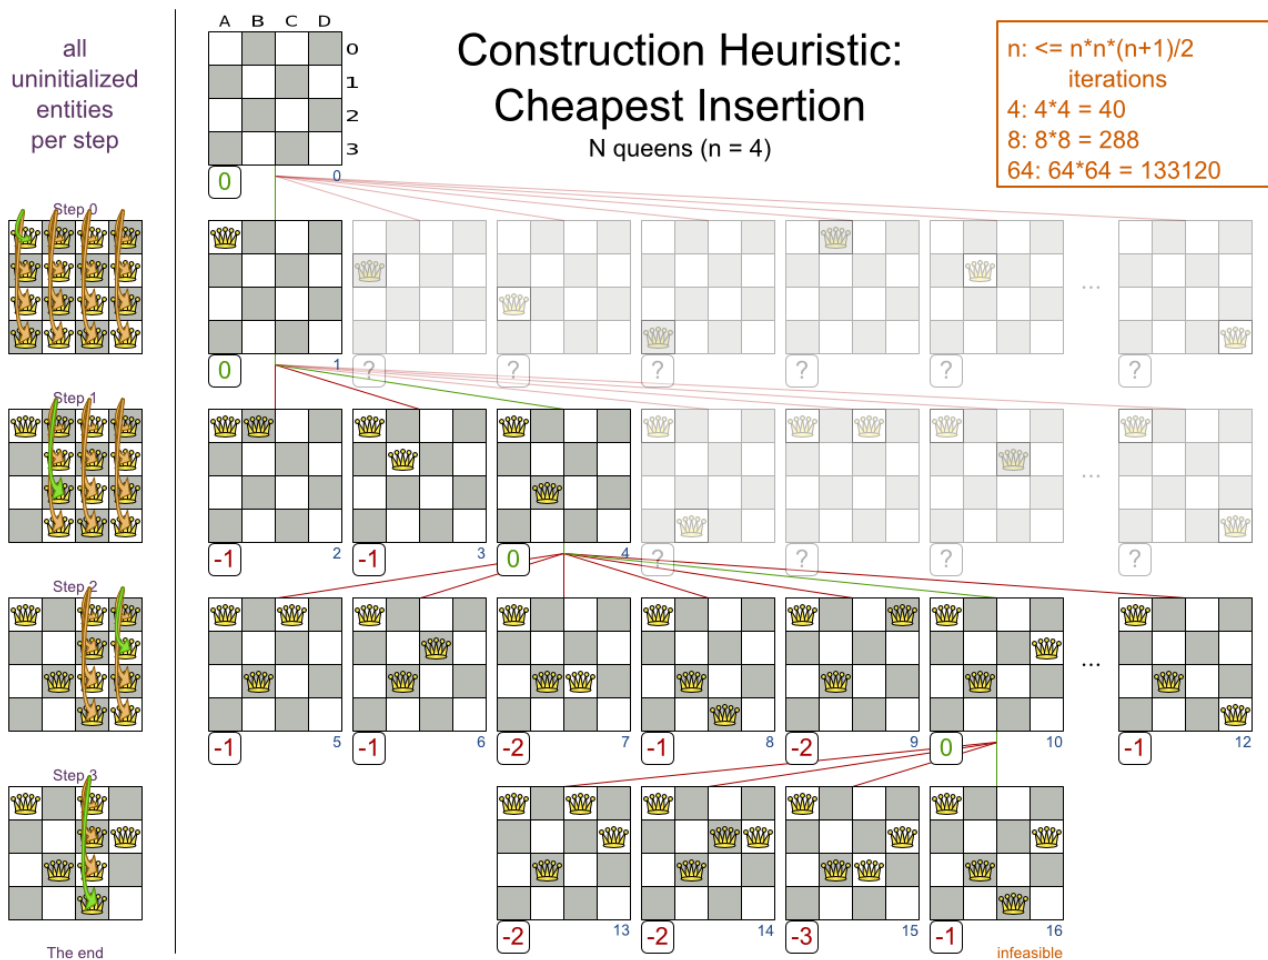 A B C D
0
1
2
3
all
uninitialized
entities
per step
Construction Heuristic:
Cheapest Insertion
N queens (n = 4)
n: <= n*n*(n+1)/2
iterations
4: 4*4 = 40
8: 8*8 = 288
64: 64*64 = 133120
0 0
Step 0
...
0 1 ? ? ? ? ? ?
Step 1
...
-1 2 -1 3 0 4 ? ? ? ?
Step 2
...
-1 5 -1 6 -2 7 -1 8 -2 9 0 10 -1 12
Step 3
-2 13 -2 14 -3 15 -1 16
The end
infeasible